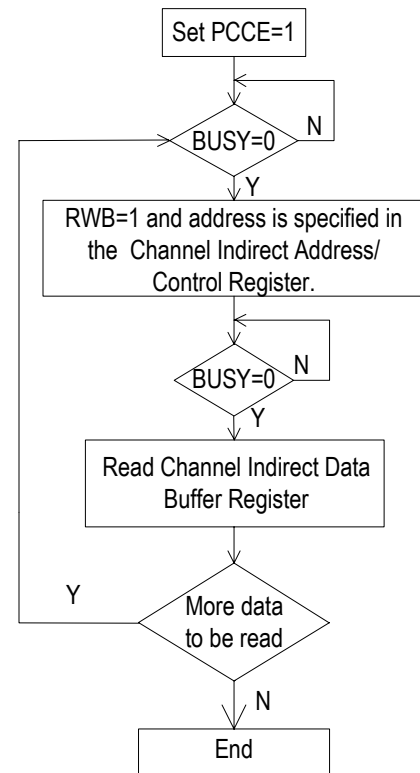 Set PCCE=1
BUSY=0
N
Y
RWB=1 and address is specified in
the Channel Indirect Address/
Control Register.
BUSY=0
N
Y
Read Channel Indirect Data
Buffer Register
Y
More data
to be read
N
End